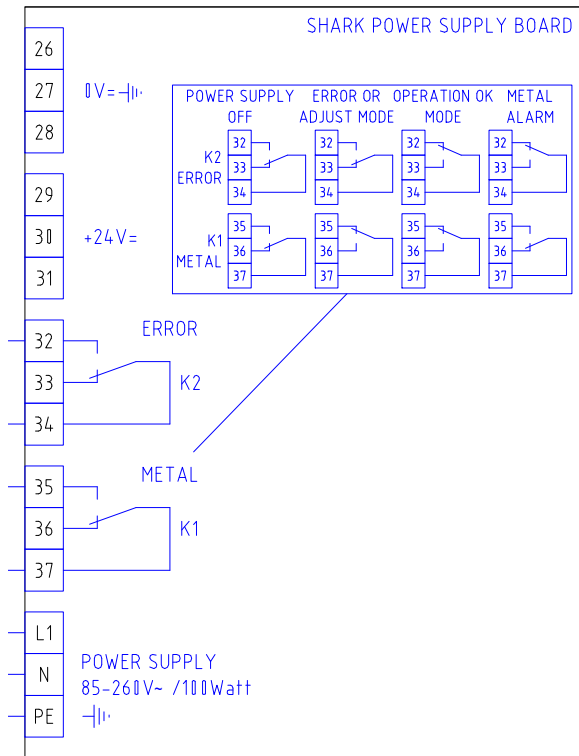 SHARK POWER SUPPLY BOARD
26
27
28
0V=
29
30
31
+24V=
POWER SUPPLY OFF
ERROR OR ADJUST MODE
OPERATION OK MODE
METAL ALARM
K2 ERROR
32 32 32 32
33 33 33 33
34 34 34 34
K1 METAL
35 35 35 35
36 36 36 36
37 37 37 37
ERROR
32
33
34
K2
METAL
35
36
37
K1
L1
N
PE
POWER SUPPLY
85-260V~ /100Watt